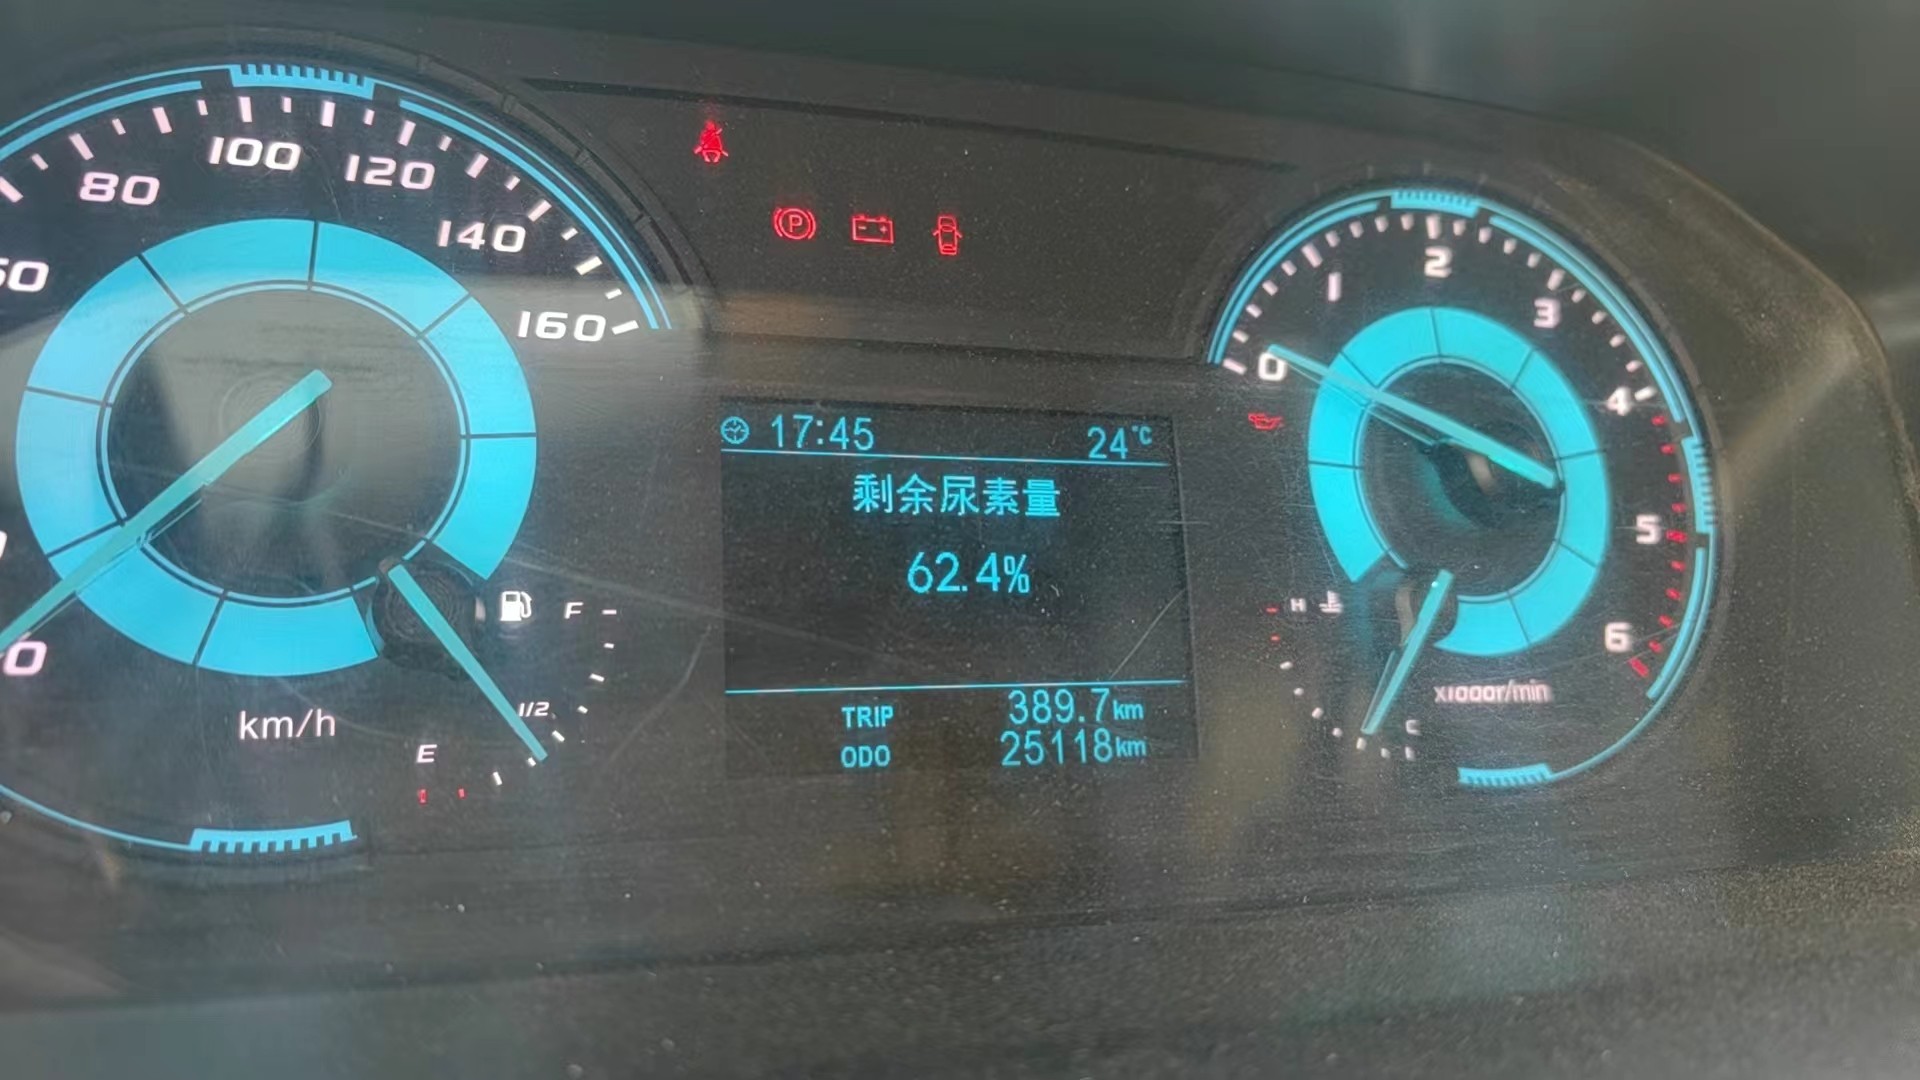 80
100
120
140
160
0
km/h
F
1/2
E
P
17:45
24°C
剩余尿素量
62.4%
TRIP 389.7km
ODO 25118km
0
1
2
3
4
5
6
H
C
x1000r/min